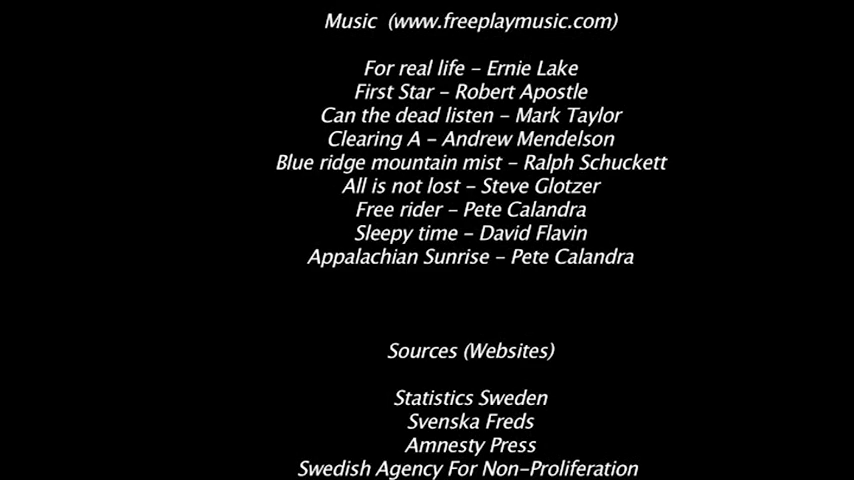 Music (www.freeplaymusic.com)
For real life - Ernie Lake
First Star - Robert Apostle
Can the dead listen - Mark Taylor
Clearing A - Andrew Mendelson
Blue ridge mountain mist - Ralph Schuckett
All is not lost - Steve Glotzer
Free rider - Pete Calandra
Sleepy time - David Flavin
Appalachian Sunrise - Pete Calandra
Sources (Websites)
Statistics Sweden
Svenska Freds
Amnesty Press
Swedish Agency For Non-Proliferation